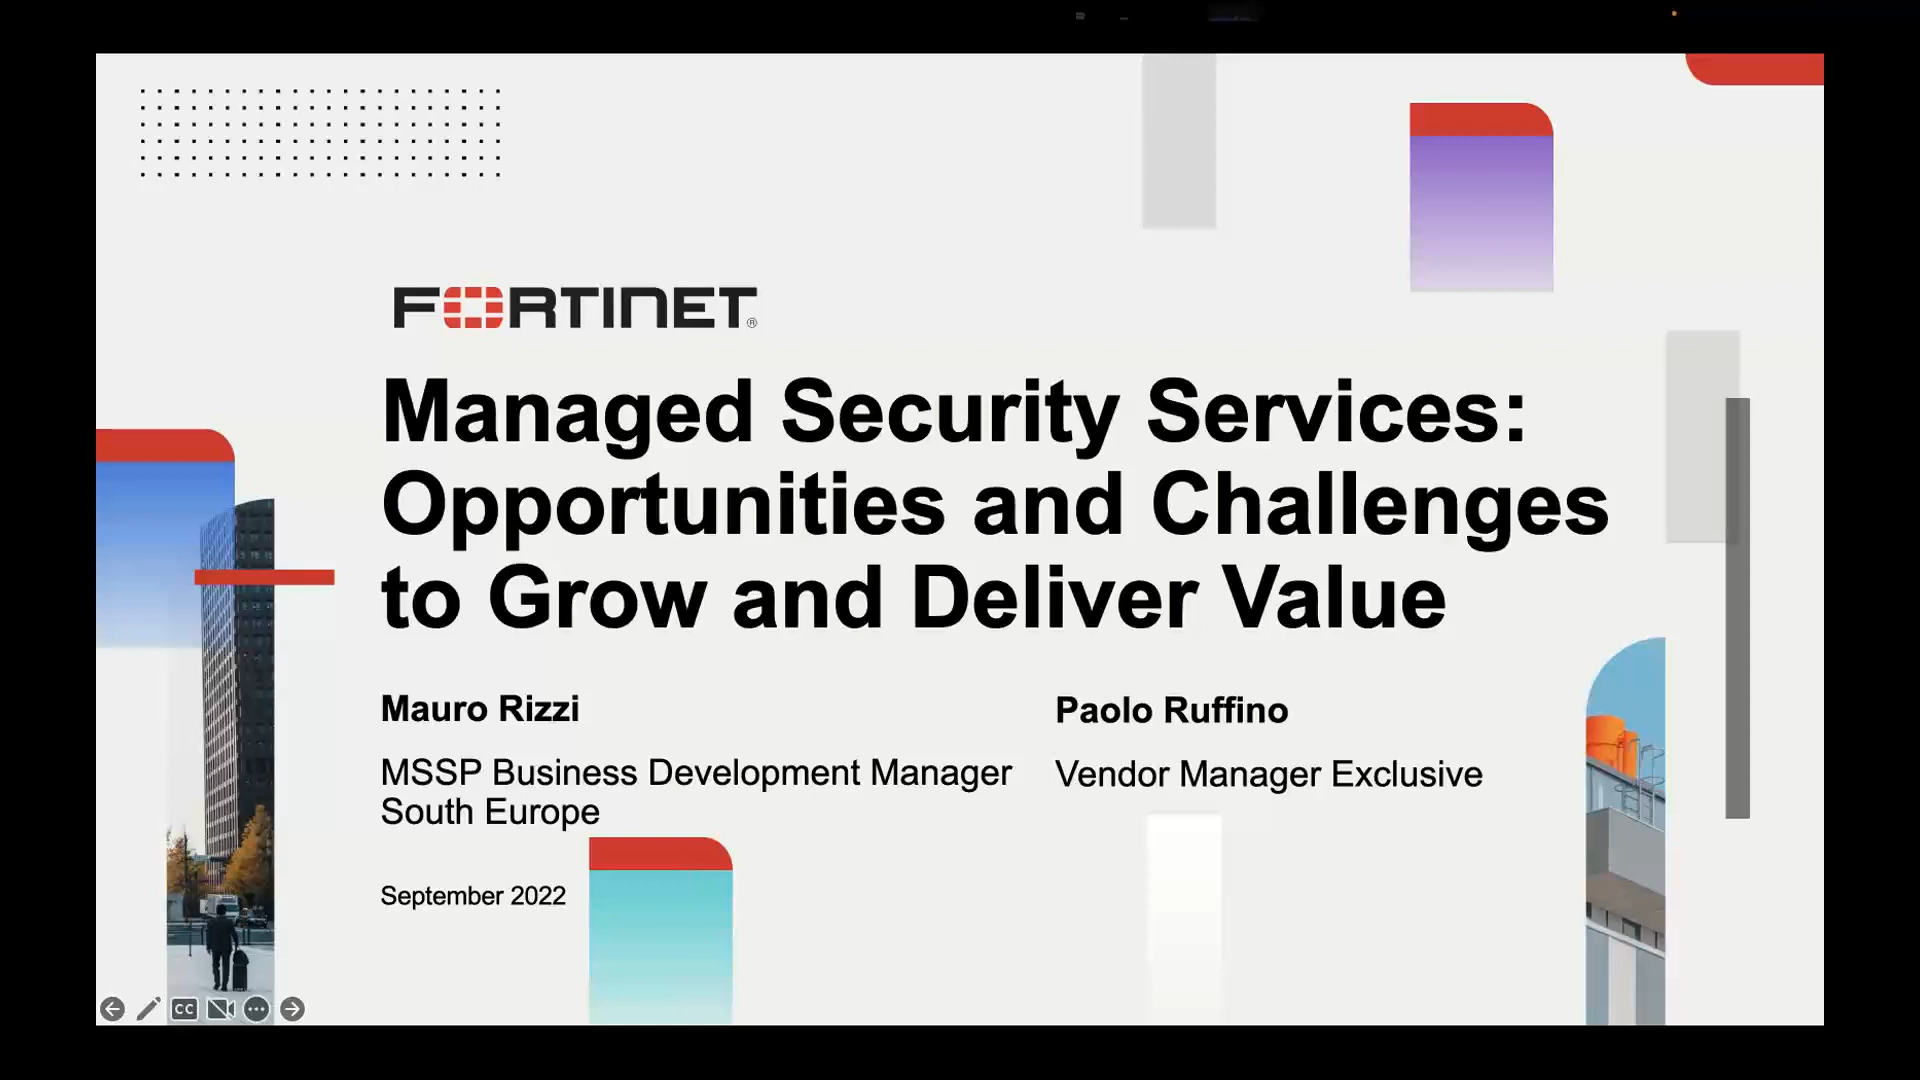 FORTINET®
Managed Security Services:
Opportunities and Challenges
to Grow and Deliver Value
Mauro Rizzi
MSSP Business Development Manager
South Europe
Paolo Ruffino
Vendor Manager Exclusive
September 2022
CC